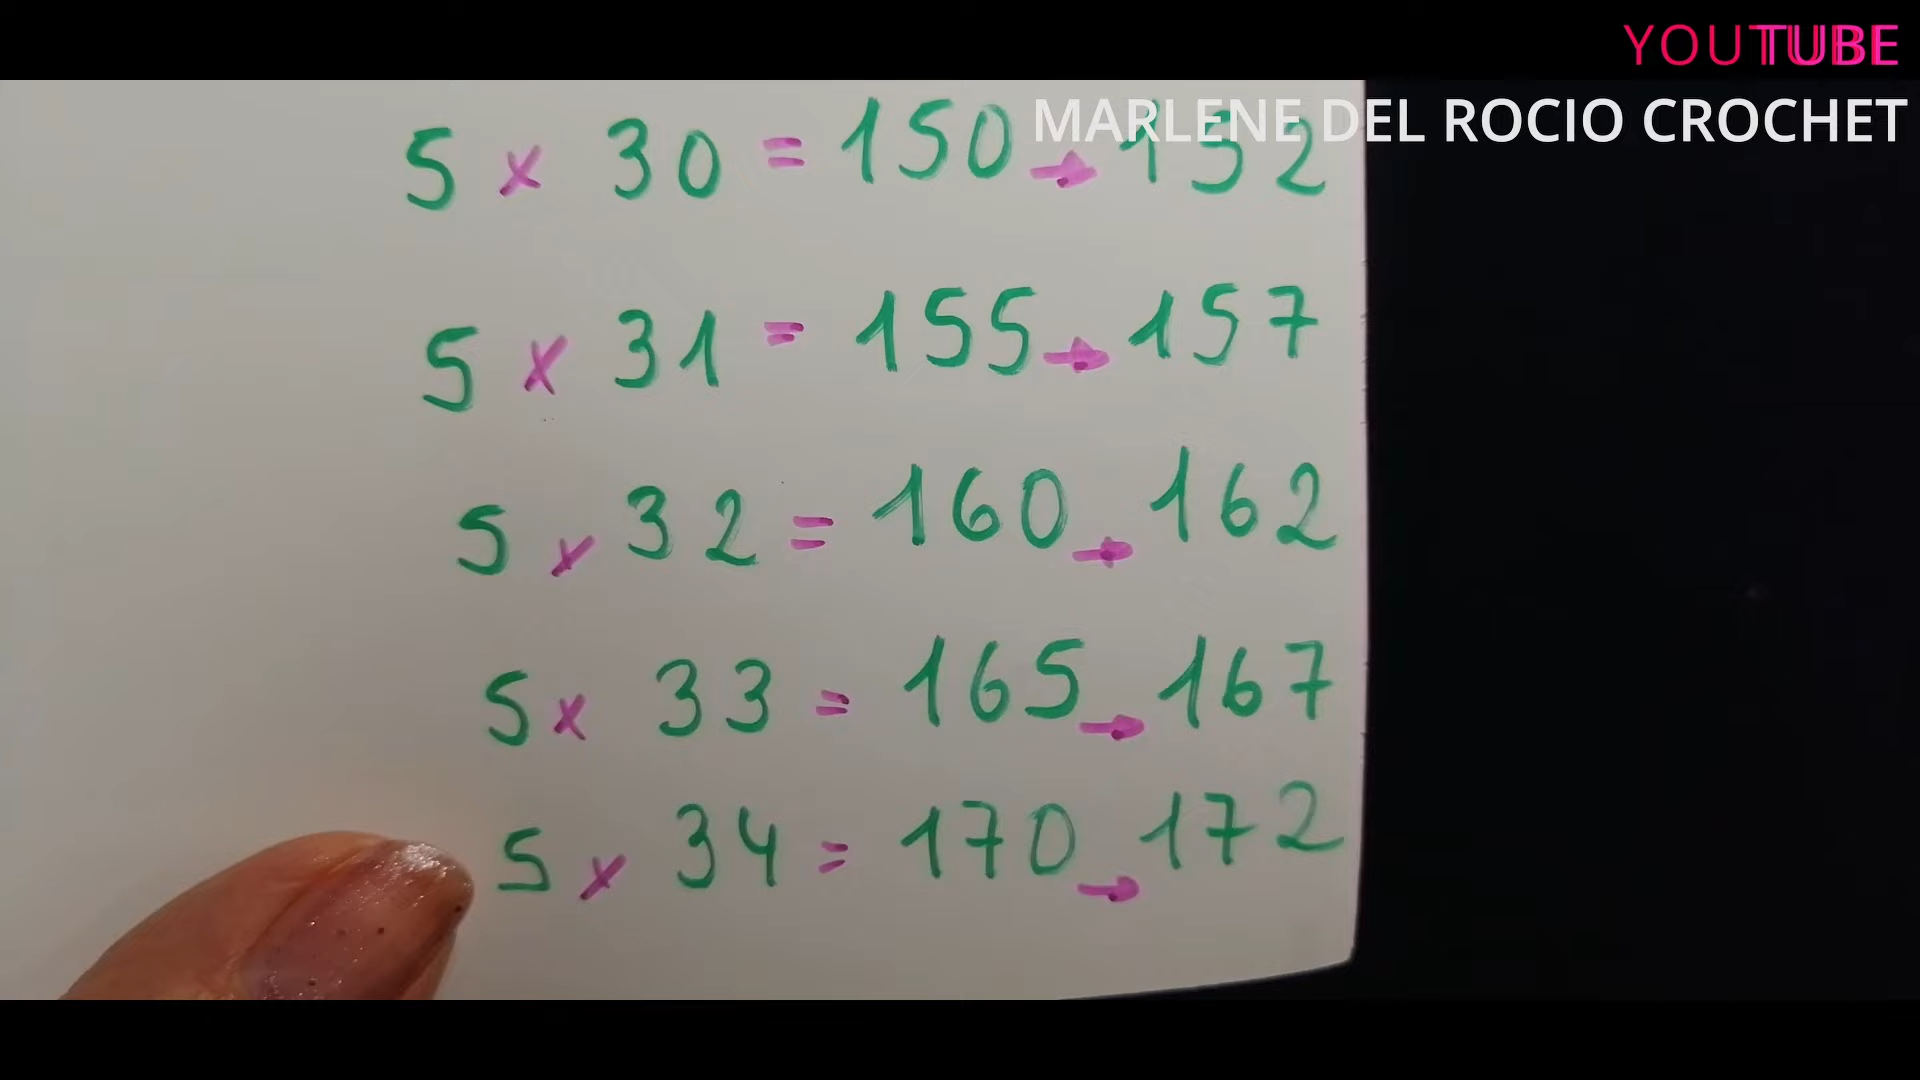 YOUTUBE
MARLENE DEL ROCIO CROCHET
5 × 30 = 150 → 152
5 × 31 = 155 → 157
5 × 32 = 160 → 162
5 × 33 = 165 → 167
5 × 34 = 170 → 172